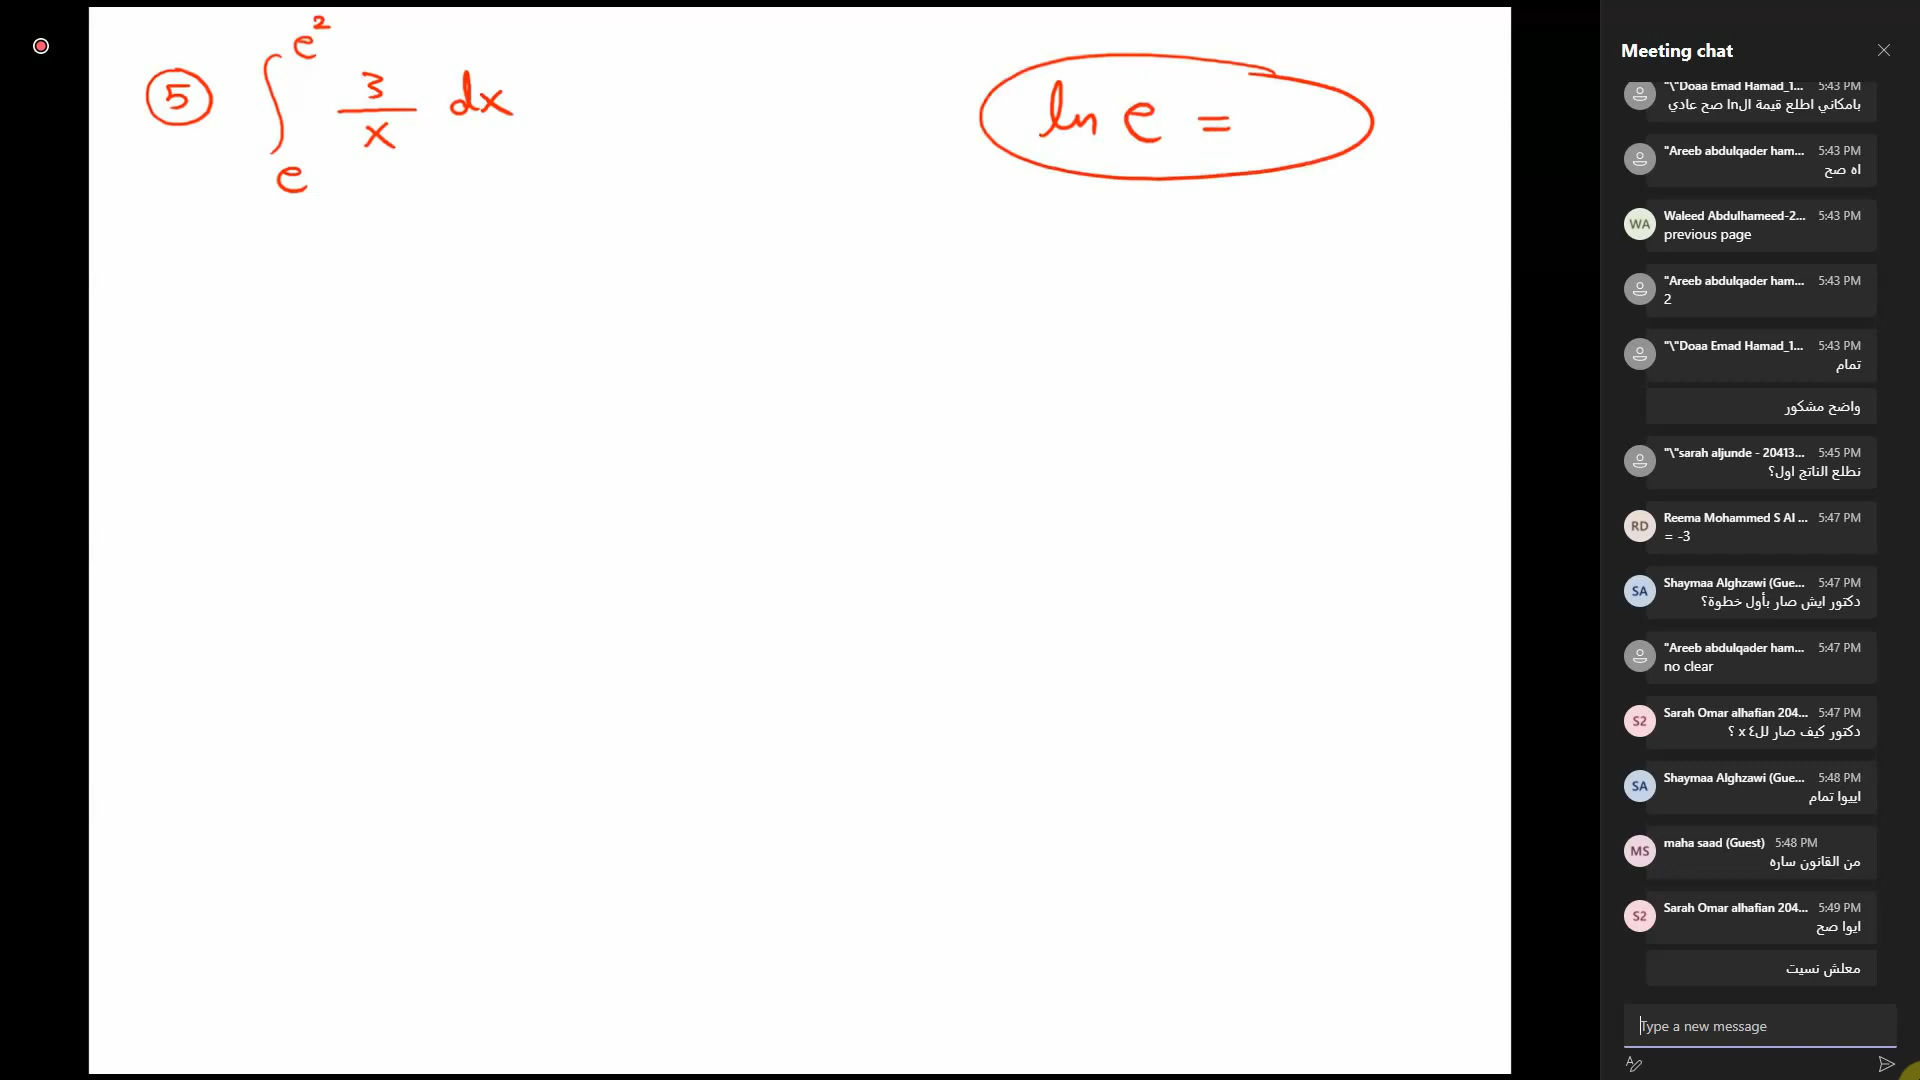 ⑤ ∫_e^{e^2} 3/x dx
ln e =
Meeting chat
"\"Doaa Emad Hamad_1... 5:43 PM
بامكاني اطلع قيمة الln صح عادي
"Areeb abdulqader ham... 5:43 PM
اه صح
WA
Waleed Abdulhameed-2... 5:43 PM
previous page
"Areeb abdulqader ham... 5:43 PM
2
"\"Doaa Emad Hamad_1... 5:43 PM
تمام
واضح مشكور
"\"sarah aljunde - 20413... 5:45 PM
نطلع الناتج اول؟
RD
Reema Mohammed S Al ... 5:47 PM
= -3
SA
Shaymaa Alghzawi (Gue... 5:47 PM
دكتور ايش صار بأول خطوة؟
"Areeb abdulqader ham... 5:47 PM
no clear
S2
Sarah Omar alhafian 204... 5:47 PM
دكتور كيف صار لل٤ x ؟
SA
Shaymaa Alghzawi (Gue... 5:48 PM
اييوا تمام
MS
maha saad (Guest) 5:48 PM
من القانون ساره
S2
Sarah Omar alhafian 204... 5:49 PM
ايوا صح
معلش نسيت
Type a new message